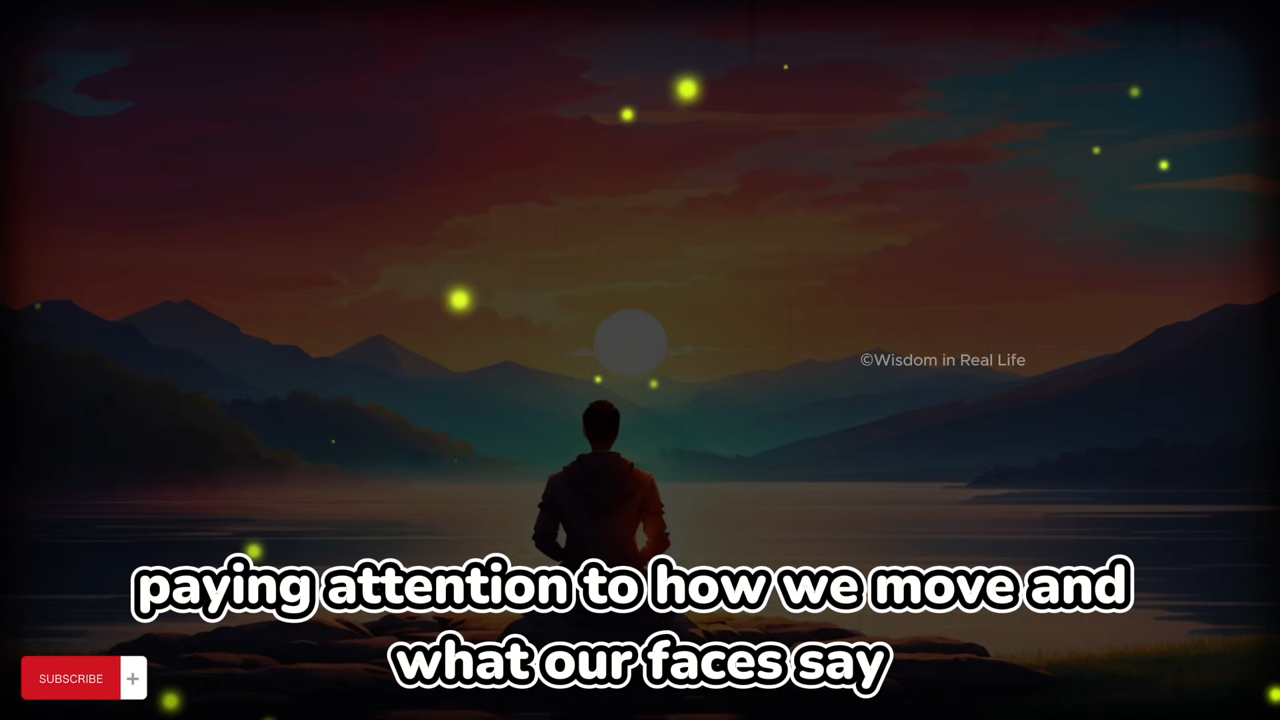 ©Wisdom in Real Life
paying attention to how we move and
what our faces say
SUBSCRIBE +